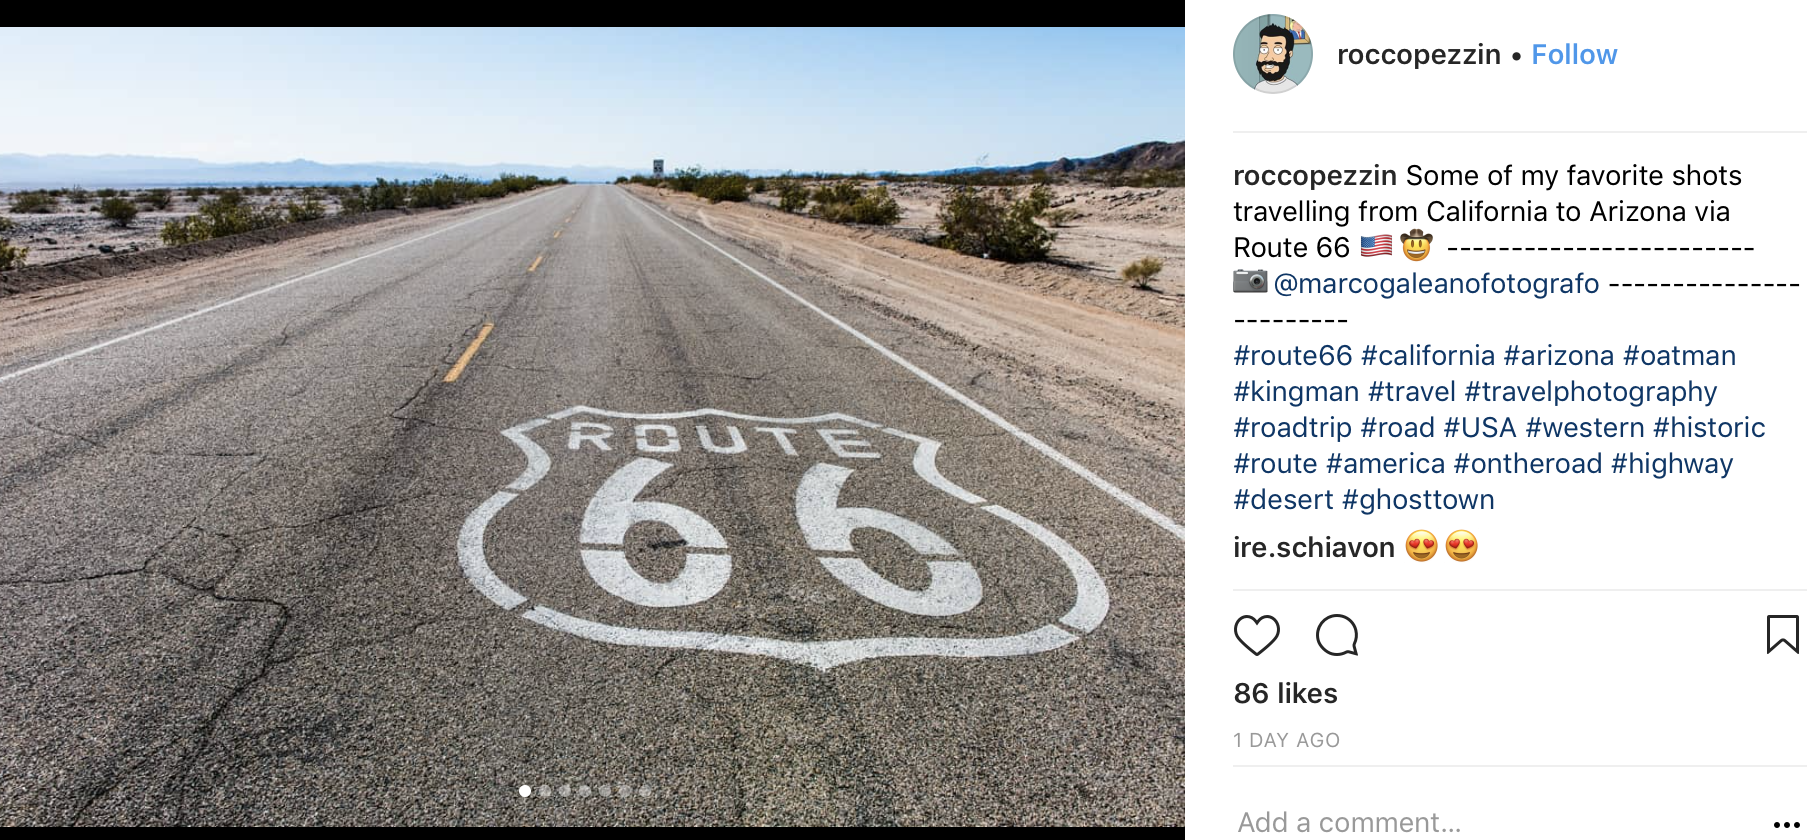 ROUTE
66
roccopezzin • Follow
roccopezzin Some of my favorite shots
travelling from California to Arizona via
Route 66 🇺🇸 🤠 ------------------------
📷 @marcogaleanofotografo ---------------
---------
#route66 #california #arizona #oatman
#kingman #travel #travelphotography
#roadtrip #road #USA #western #historic
#route #america #ontheroad #highway
#desert #ghosttown
ire.schiavon 😍 😍
86 likes
1 DAY AGO
Add a comment...